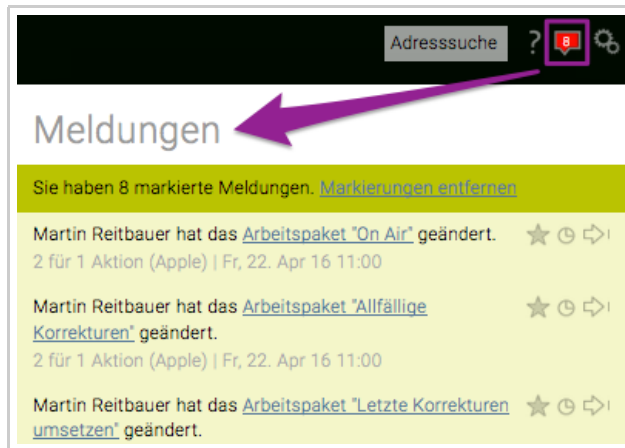 Adresssuche ? 8
Meldungen
Sie haben 8 markierte Meldungen. Markierungen entfernen
Martin Reitbauer hat das Arbeitspaket "On Air" geändert.
2 für 1 Aktion (Apple) | Fr, 22. Apr 16 11:00
Martin Reitbauer hat das Arbeitspaket "Allfällige
Korrekturen" geändert.
2 für 1 Aktion (Apple) | Fr, 22. Apr 16 11:00
Martin Reitbauer hat das Arbeitspaket "Letzte Korrekturen
umsetzen" geändert.